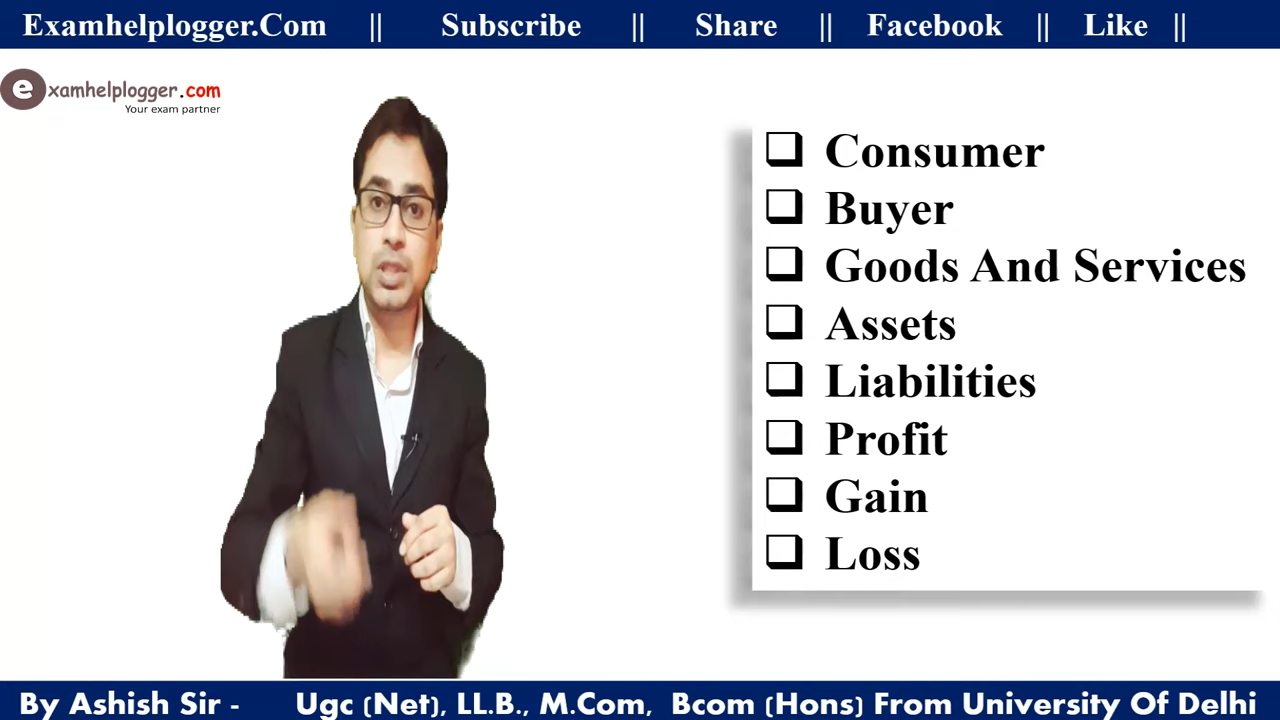 Examhelplogger.Com || Subscribe || Share || Facebook || Like ||
examhelplogger.com
Your exam partner
Consumer
Buyer
Goods And Services
Assets
Liabilities
Profit
Gain
Loss
By Ashish Sir - Ugc (Net), LL.B., M.Com, Bcom (Hons) From University Of Delhi